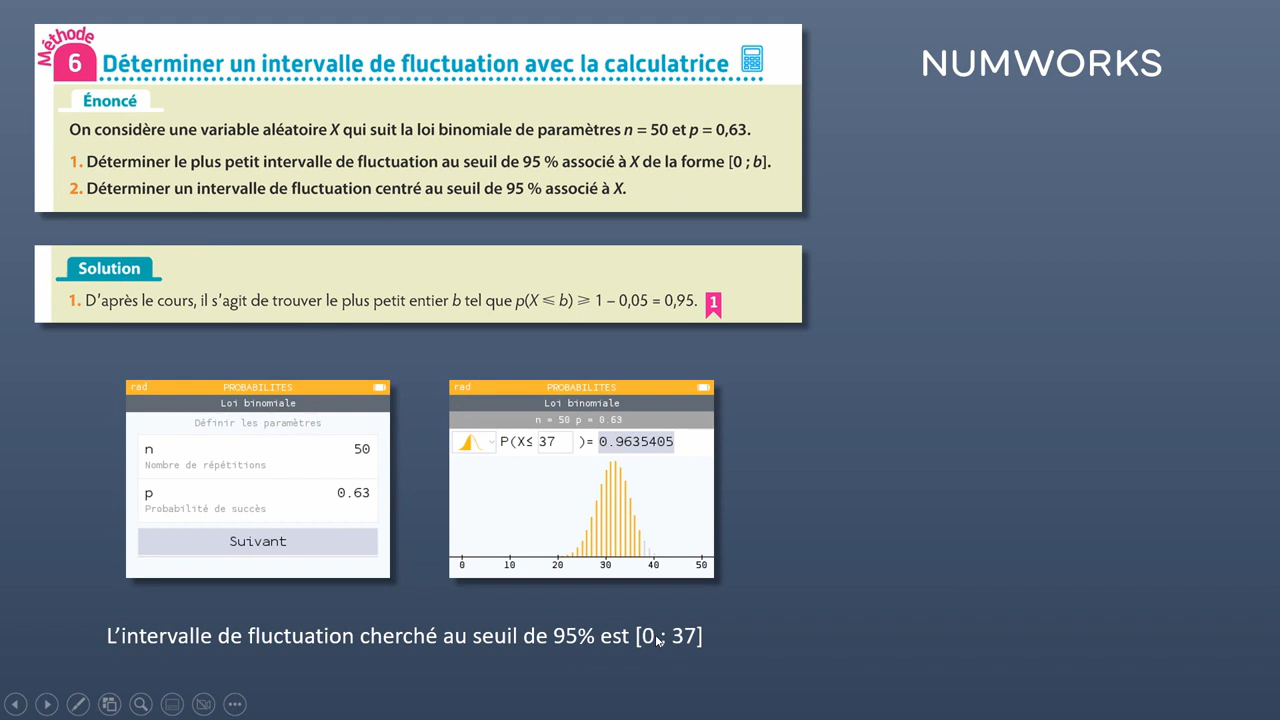 Méthode
6 Déterminer un intervalle de fluctuation avec la calculatrice
NUMWORKS
Énoncé
On considère une variable aléatoire X qui suit la loi binomiale de paramètres n = 50 et p = 0,63.
1. Déterminer le plus petit intervalle de fluctuation au seuil de 95 % associé à X de la forme [0 ; b].
2. Déterminer un intervalle de fluctuation centré au seuil de 95 % associé à X.
Solution
1. D'après le cours, il s'agit de trouver le plus petit entier b tel que p(X ⩽ b) ⩾ 1 – 0,05 = 0,95. 1
rad PROBABILITES
Loi binomiale
Définir les paramètres
n 50
Nombre de répétitions
p 0.63
Probabilité de succès
Suivant
rad PROBABILITES
Loi binomiale
n = 50 p = 0.63
P(X≤ 37 )= 0.9635405
0 10 20 30 40 50
L'intervalle de fluctuation cherché au seuil de 95% est [0 ; 37]